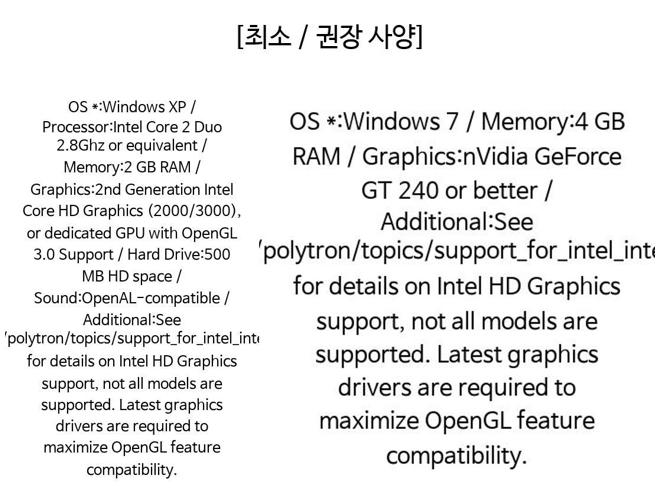 [최소 / 권장 사양]
OS *:Windows XP /
Processor:Intel Core 2 Duo
2.8Ghz or equivalent /
Memory:2 GB RAM /
Graphics:2nd Generation Intel
Core HD Graphics (2000/3000),
or dedicated GPU with OpenGL
3.0 Support / Hard Drive:500
MB HD space /
Sound:OpenAL-compatible /
Additional:See
/polytron/topics/support_for_intel_inte
for details on Intel HD Graphics
support, not all models are
supported. Latest graphics
drivers are required to
maximize OpenGL feature
compatibility.
OS *:Windows 7 / Memory:4 GB
RAM / Graphics:nVidia GeForce
GT 240 or better /
Additional:See
/polytron/topics/support_for_intel_inte
for details on Intel HD Graphics
support, not all models are
supported. Latest graphics
drivers are required to
maximize OpenGL feature
compatibility.